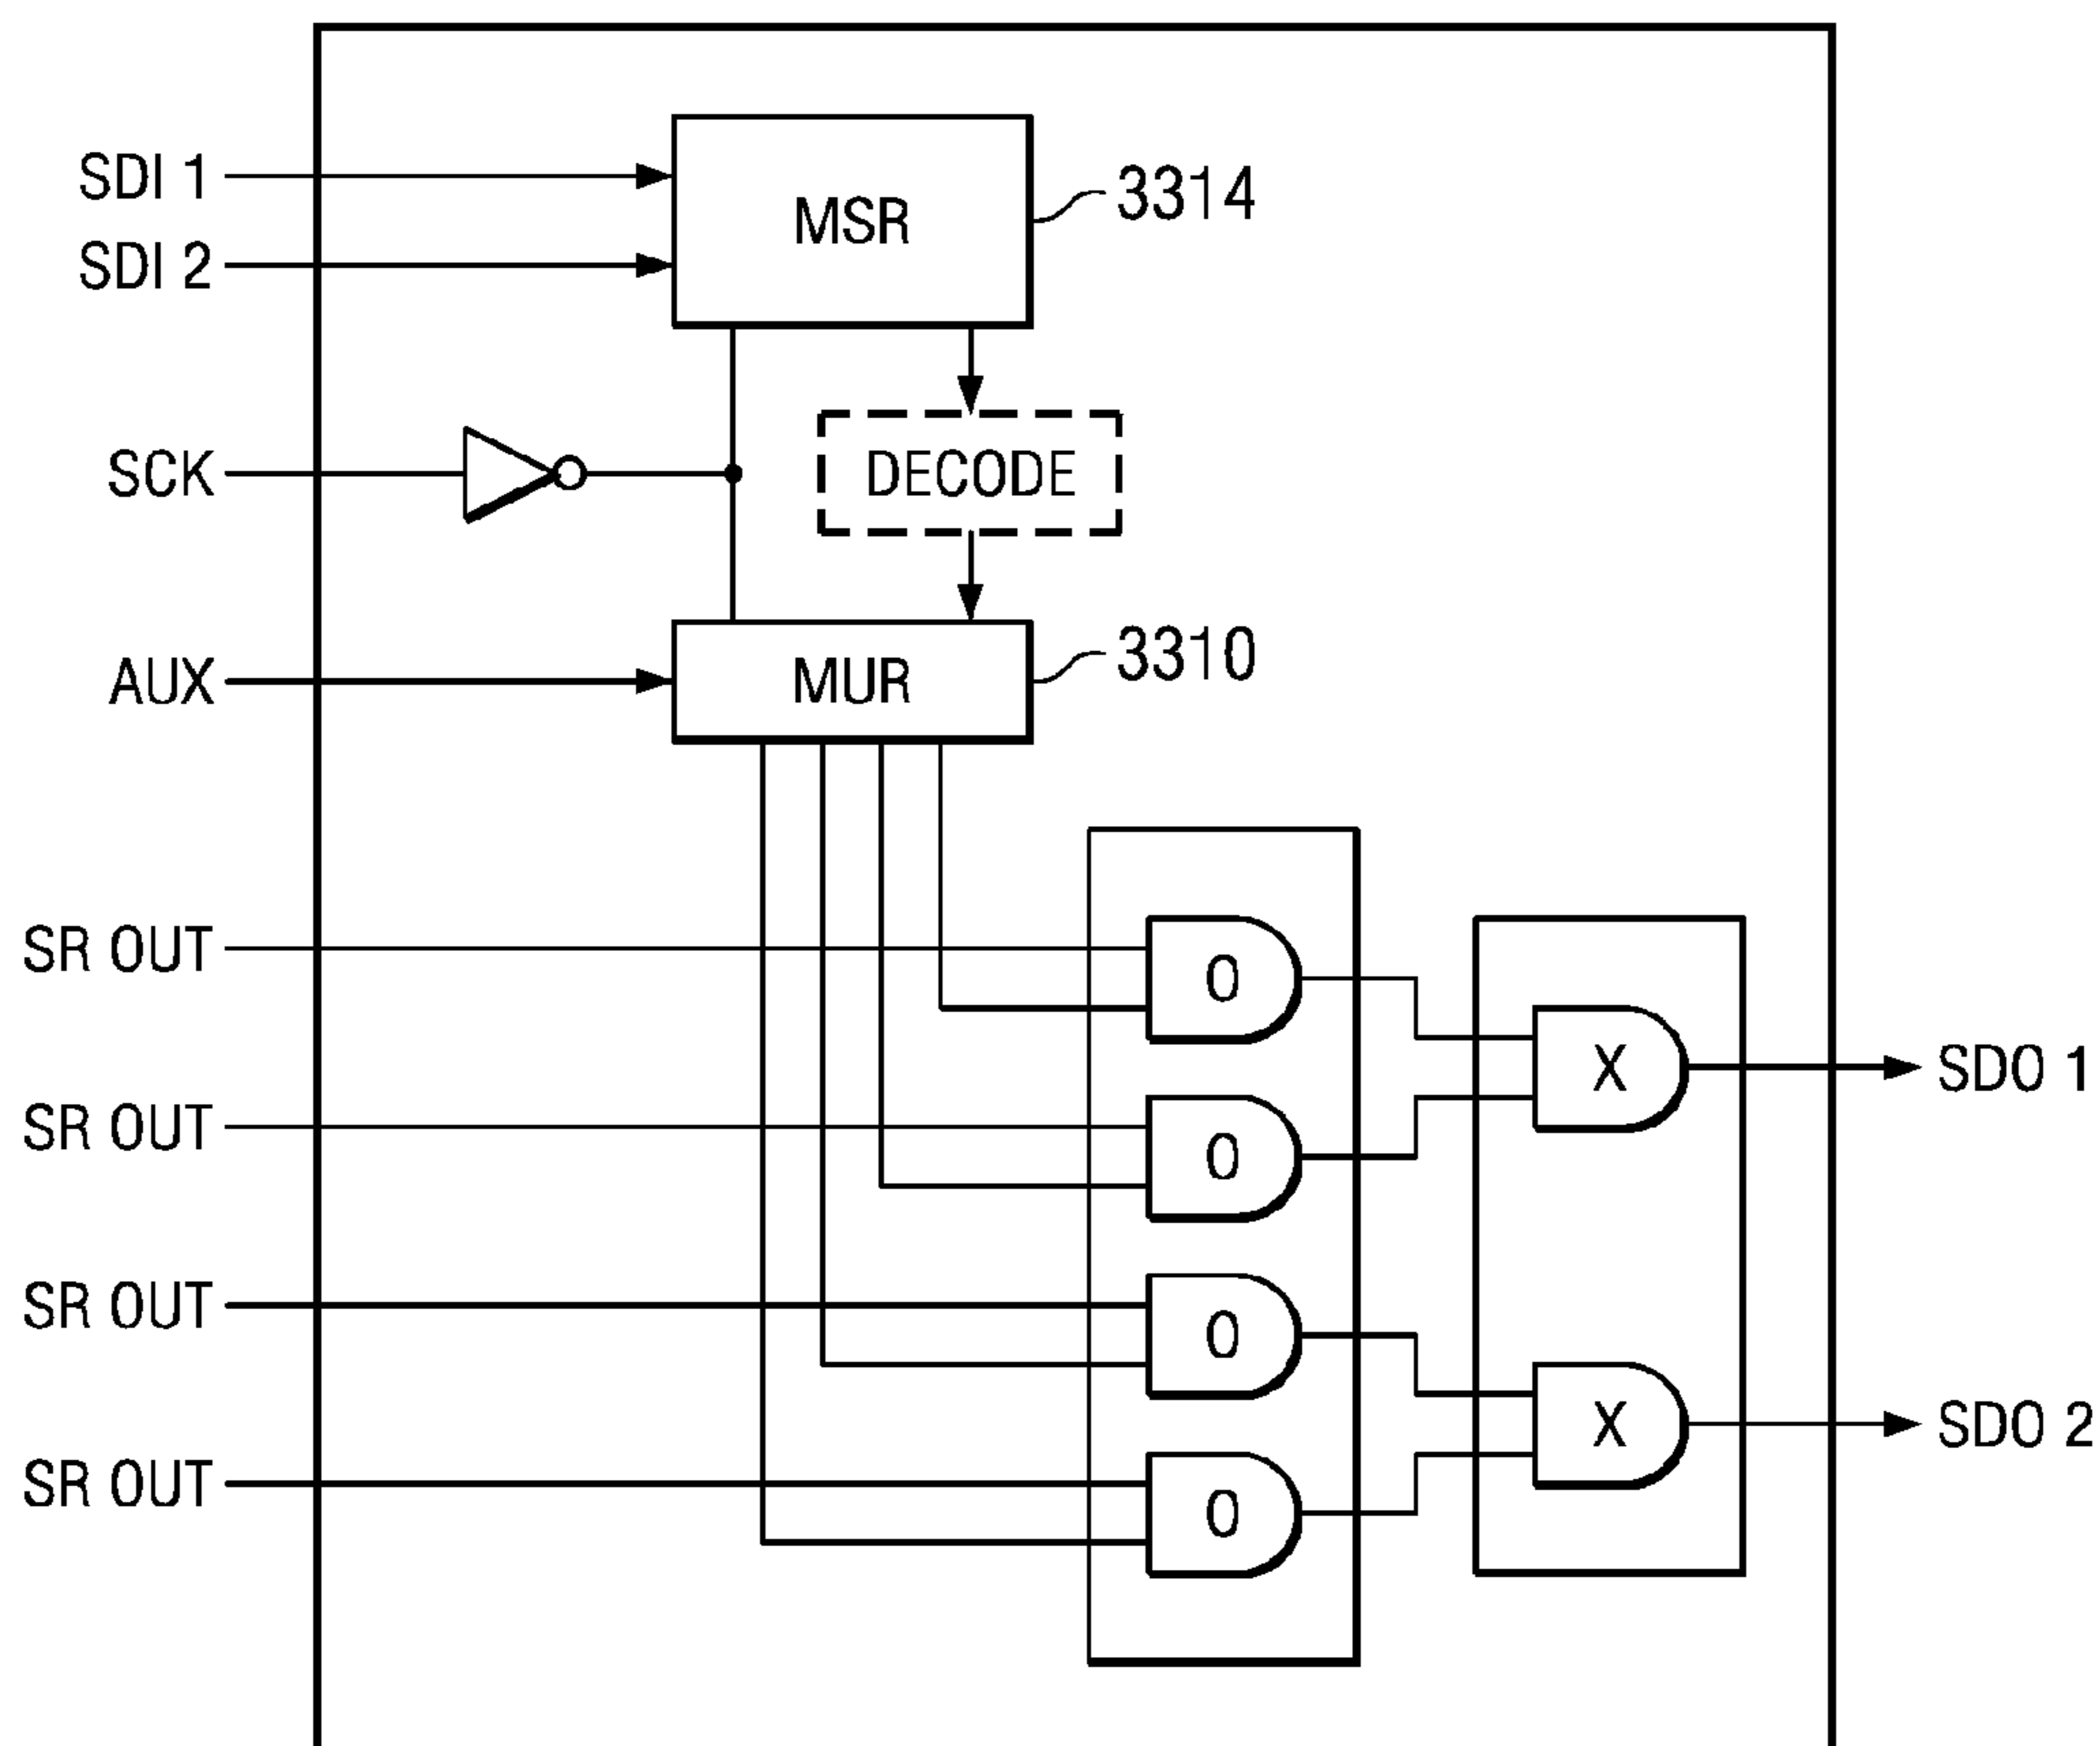 SDI 1
MSR
3314
SDI 2
SCK
DECODE
AUX
MUR
3310
SR OUT
O
X
SDO 1
SR OUT
O
SR OUT
O
X
SDO 2
SR OUT
O